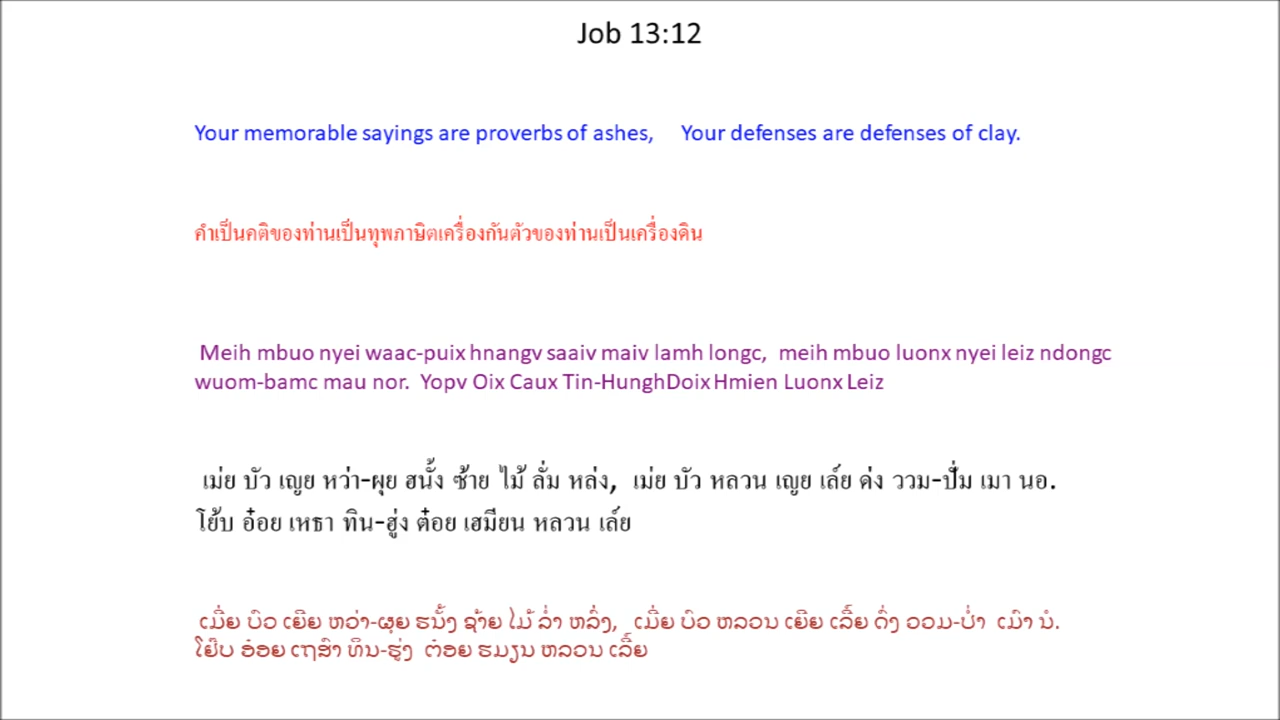 Job 13:12
Your memorable sayings are proverbs of ashes, Your defenses are defenses of clay.
คำเป็นคติของท่านเป็นทุพภาษิตเครื่องกันตัวของท่านเป็นเครื่องดิน
Meih mbuo nyei waac-puix hnangv saaiv maiv lamh longc, meih mbuo luonx nyei leiz ndongc
wuom-bamc mau nor. Yopv Oix Caux Tin-HunghDoix Hmien Luonx Leiz
เม่ย บัว เญย หว่า-ผุย ฮนั้ง ซ้าย ไม้ ลั่ม หล่ง, เม่ย บัว หลวน เญย เล์ย ค่ง ววม-ปั่ม เมา นอ.
โย้บ อ๋อย เหธา ทิน-ฮู่ง ต๋อย เฮมียน หลวน เล์ย
ເມີ່ຍ ບົວ ເຍີຍ ຫວ່າ-ຜຸຍ ຮນັ້ງ ຊ້າຍ ໄມ້ ລ່ຳ ຫລົ່ງ, ເມີ່ຍ ບົວ ຫລວນ ເຍີຍ ເລີ້ຍ ດົ່ງ ວວມ-ປ່ຳ ເມົາ ນໍ.
ໂຢ໊ບ ອ໋ອຍ ເຖສົາ ທິນ-ຮູ່ງ ຕ໋ອຍ ຮມຽນ ຫລວນ ເລີ້ຍ